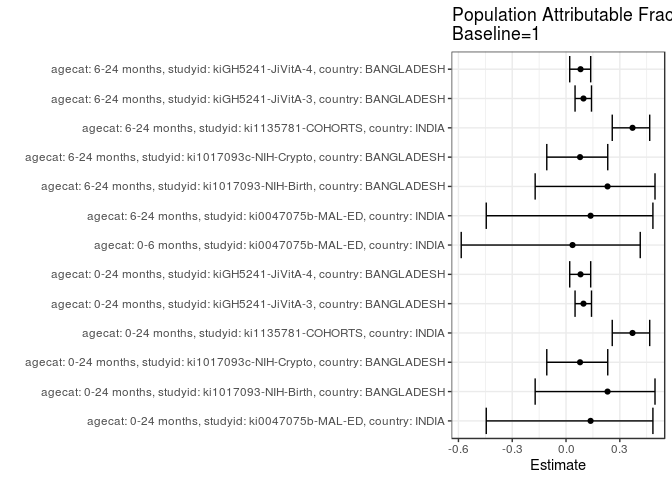 Population Attributable Frac
Baseline=1
agecat: 6-24 months, studyid: kiGH5241-JiVitA-4, country: BANGLADESH
agecat: 6-24 months, studyid: kiGH5241-JiVitA-3, country: BANGLADESH
agecat: 6-24 months, studyid: ki1135781-COHORTS, country: INDIA
agecat: 6-24 months, studyid: ki1017093c-NIH-Crypto, country: BANGLADESH
agecat: 6-24 months, studyid: ki1017093-NIH-Birth, country: BANGLADESH
agecat: 6-24 months, studyid: ki0047075b-MAL-ED, country: INDIA
agecat: 0-6 months, studyid: ki0047075b-MAL-ED, country: INDIA
agecat: 0-24 months, studyid: kiGH5241-JiVitA-4, country: BANGLADESH
agecat: 0-24 months, studyid: kiGH5241-JiVitA-3, country: BANGLADESH
agecat: 0-24 months, studyid: ki1135781-COHORTS, country: INDIA
agecat: 0-24 months, studyid: ki1017093c-NIH-Crypto, country: BANGLADESH
agecat: 0-24 months, studyid: ki1017093-NIH-Birth, country: BANGLADESH
agecat: 0-24 months, studyid: ki0047075b-MAL-ED, country: INDIA
-0.6 -0.3 0.0 0.3
Estimate